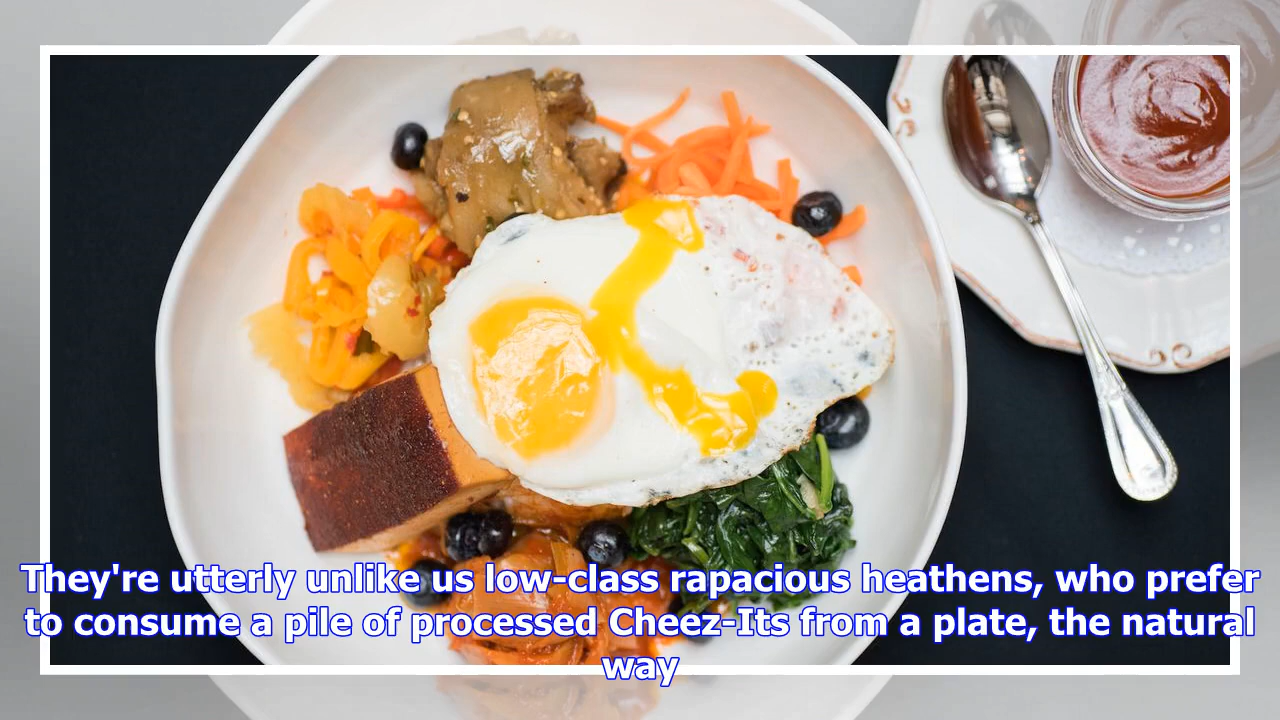 They're utterly unlike us low-class rapacious heathens, who prefer
to consume a pile of processed Cheez-Its from a plate, the natural
way